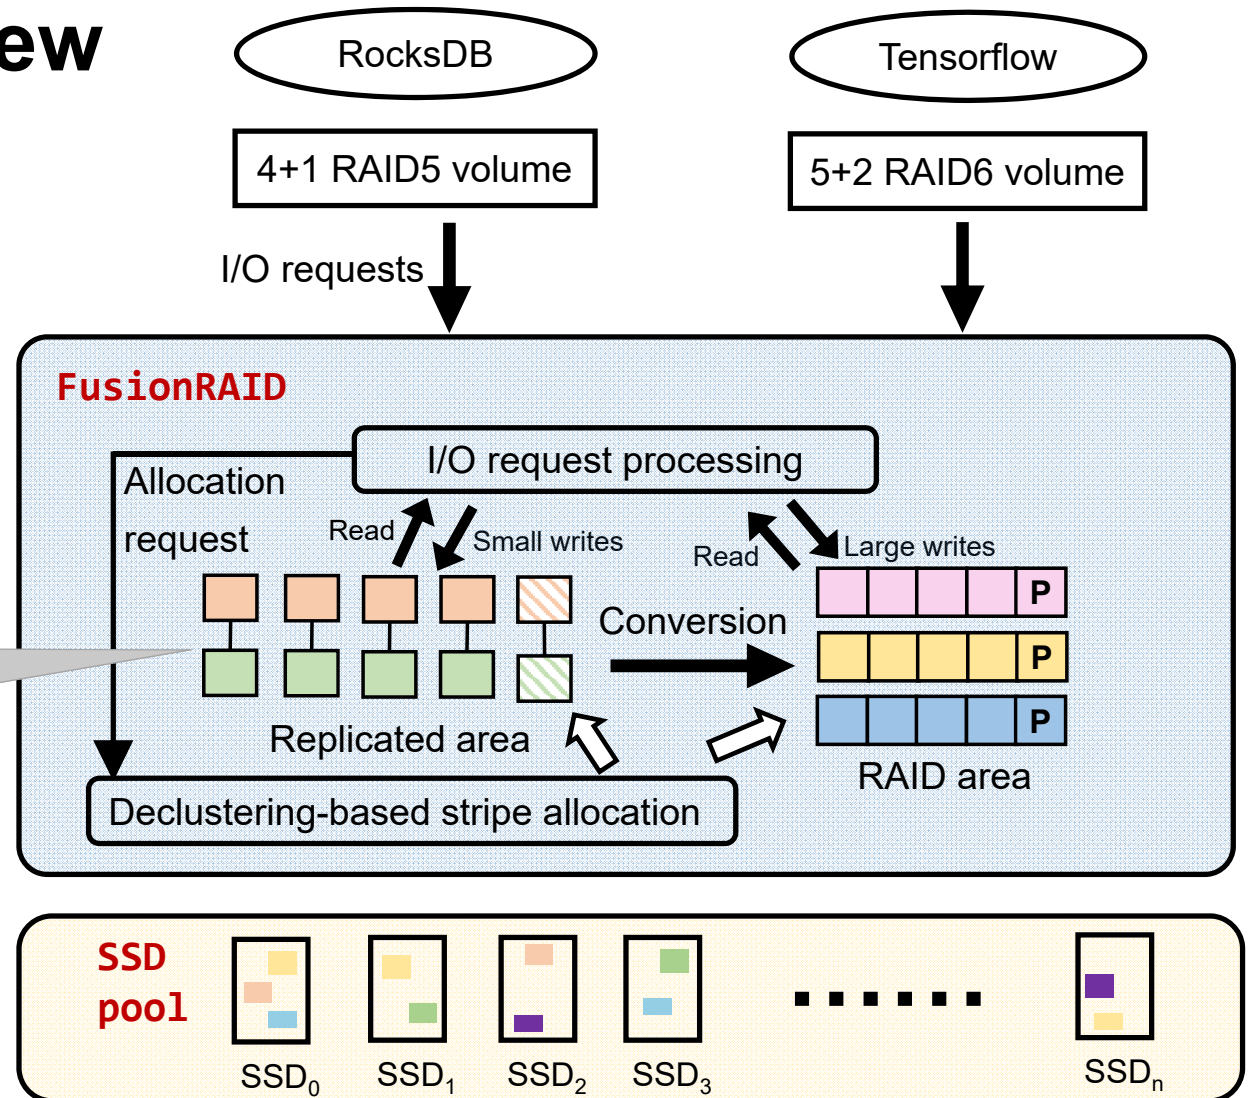 ew
RocksDB
Tensorflow
4+1 RAID5 volume
5+2 RAID6 volume
I/O requests
FusionRAID
I/O request processing
Allocation
request
Read
Small writes
Read
Large writes
P
Conversion
P
P
Replicated area
RAID area
Declustering-based stripe allocation
SSD
pool
SSD0
SSD1
SSD2
SSD3
SSDn